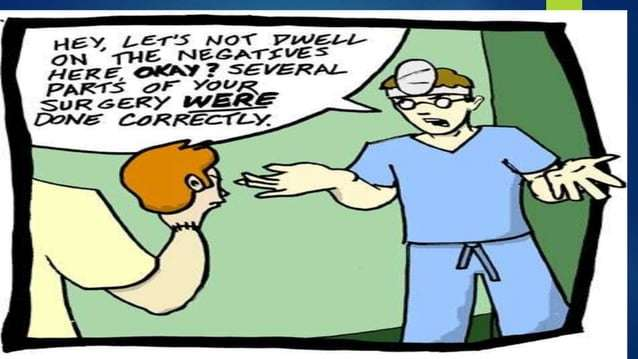 HEY, LET'S NOT DWELL
ON THE NEGATIVES
HERE, OKAY? SEVERAL
PARTS OF YOUR
SURGERY WERE
DONE CORRECTLY.